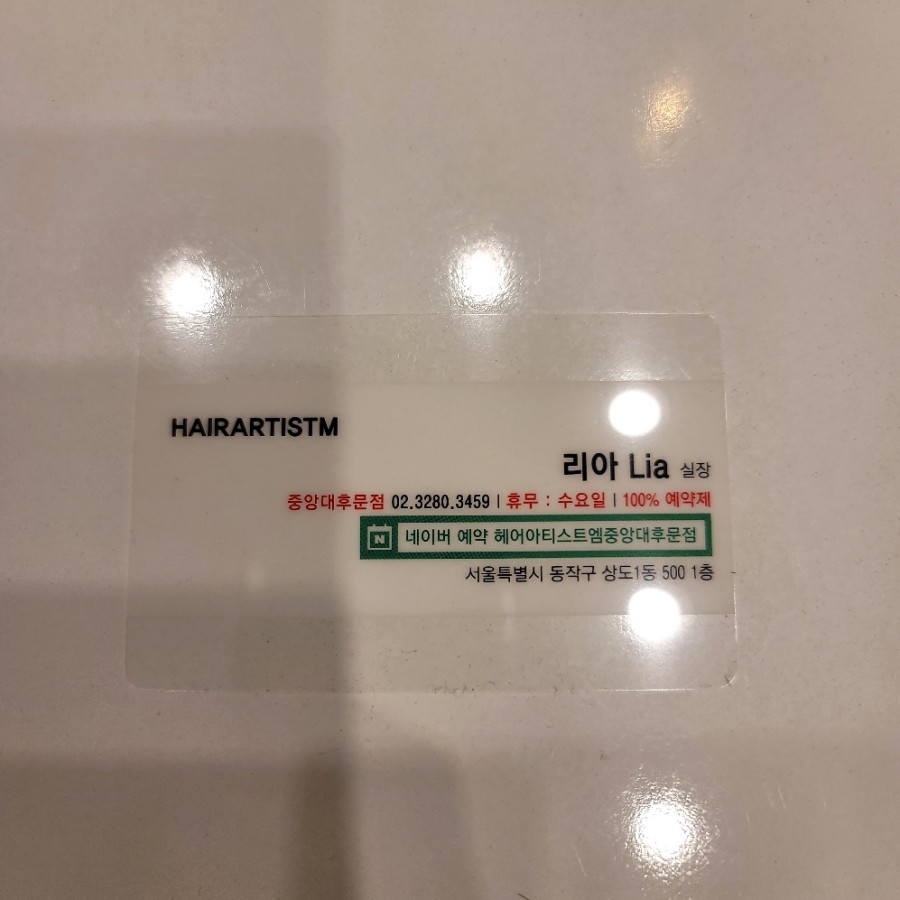 HAIRARTISTM
리아 Lia 실장
중앙대후문점 02.3280.3459 | 휴무 : 수요일 | 100% 예약제
N 네이버 예약 헤어아티스트엠중앙대후문점
서울특별시 동작구 상도1동 500 1층